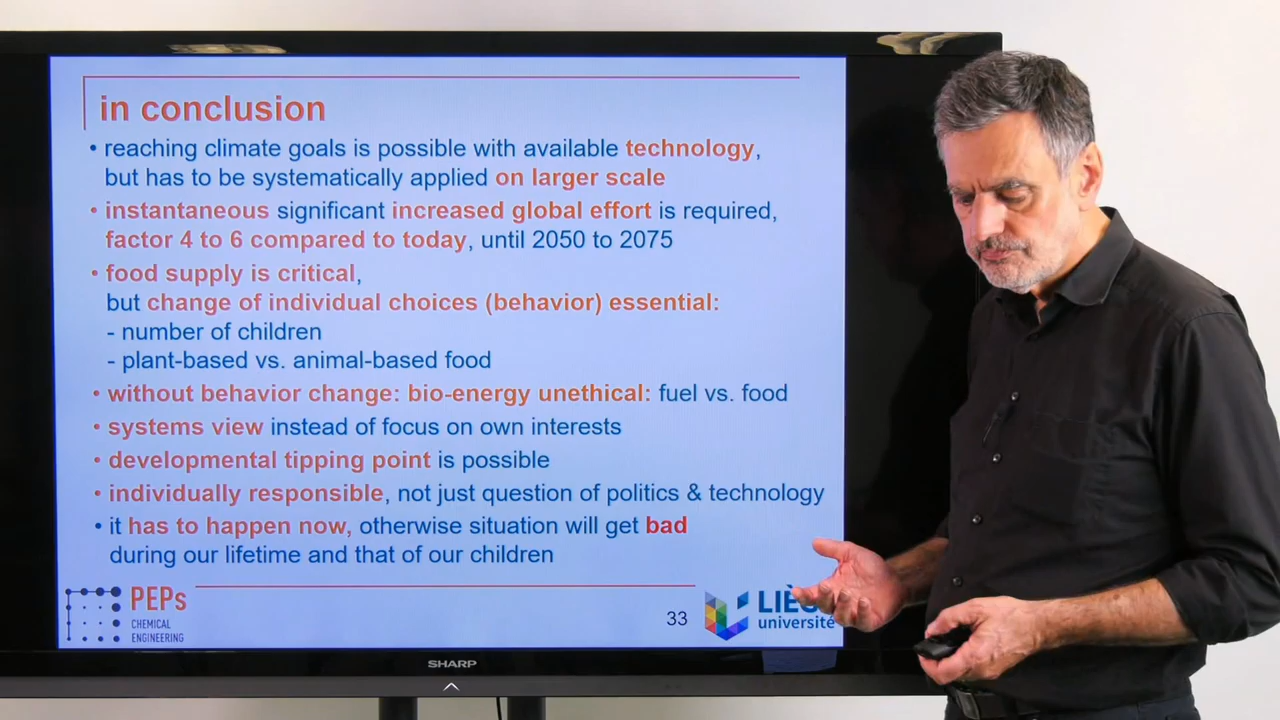 in conclusion
• reaching climate goals is possible with available technology,
but has to be systematically applied on larger scale
• instantaneous significant increased global effort is required,
factor 4 to 6 compared to today, until 2050 to 2075
• food supply is critical,
but change of individual choices (behavior) essential:
- number of children
- plant-based vs. animal-based food
• without behavior change: bio-energy unethical: fuel vs. food
• systems view instead of focus on own interests
• developmental tipping point is possible
• individually responsible, not just question of politics & technology
• it has to happen now, otherwise situation will get bad
during our lifetime and that of our children
PEPs
CHEMICAL
ENGINEERING
33
université
SHARP